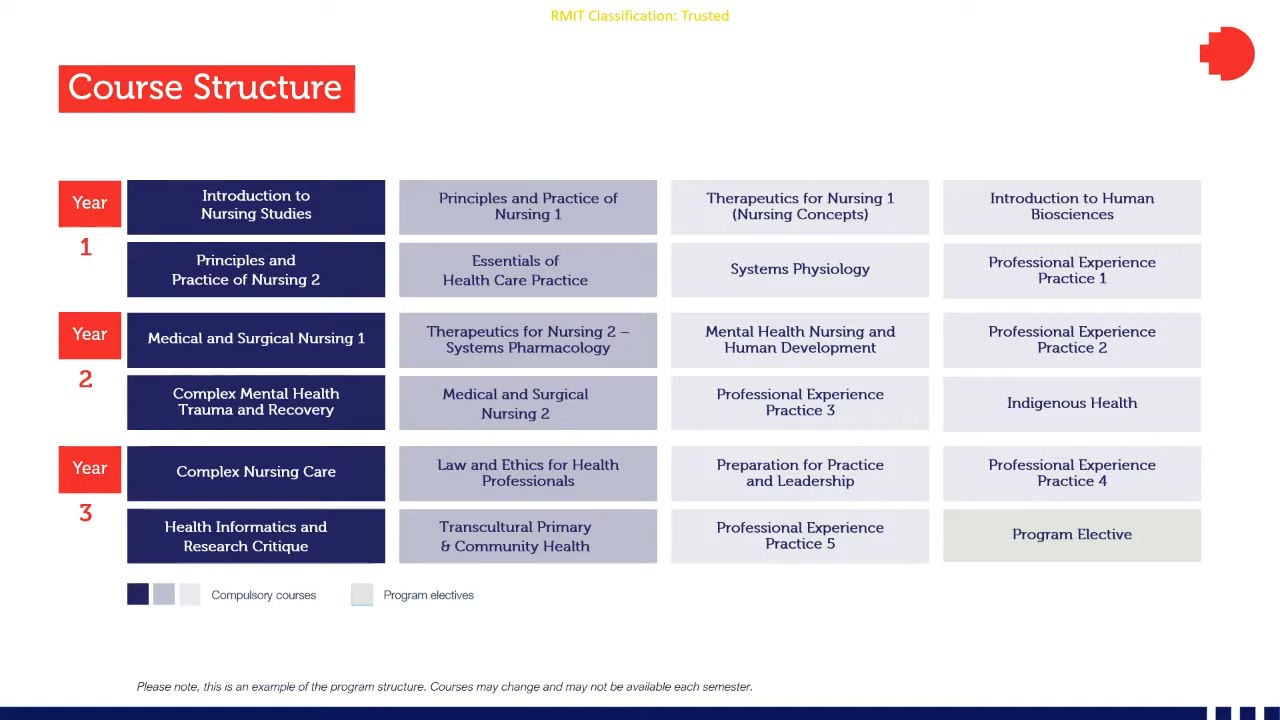 RMIT Classification: Trusted
Course Structure
Year
1
Introduction to
Nursing Studies
Principles and Practice of
Nursing 1
Therapeutics for Nursing 1
(Nursing Concepts)
Introduction to Human
Biosciences
Principles and
Practice of Nursing 2
Essentials of
Health Care Practice
Systems Physiology
Professional Experience
Practice 1
Year
2
Medical and Surgical Nursing 1
Therapeutics for Nursing 2 –
Systems Pharmacology
Mental Health Nursing and
Human Development
Professional Experience
Practice 2
Complex Mental Health
Trauma and Recovery
Medical and Surgical
Nursing 2
Professional Experience
Practice 3
Indigenous Health
Year
3
Complex Nursing Care
Law and Ethics for Health
Professionals
Preparation for Practice
and Leadership
Professional Experience
Practice 4
Health Informatics and
Research Critique
Transcultural Primary
& Community Health
Professional Experience
Practice 5
Program Elective
Compulsory courses
Program electives
Please note, this is an example of the program structure. Courses may change and may not be available each semester.